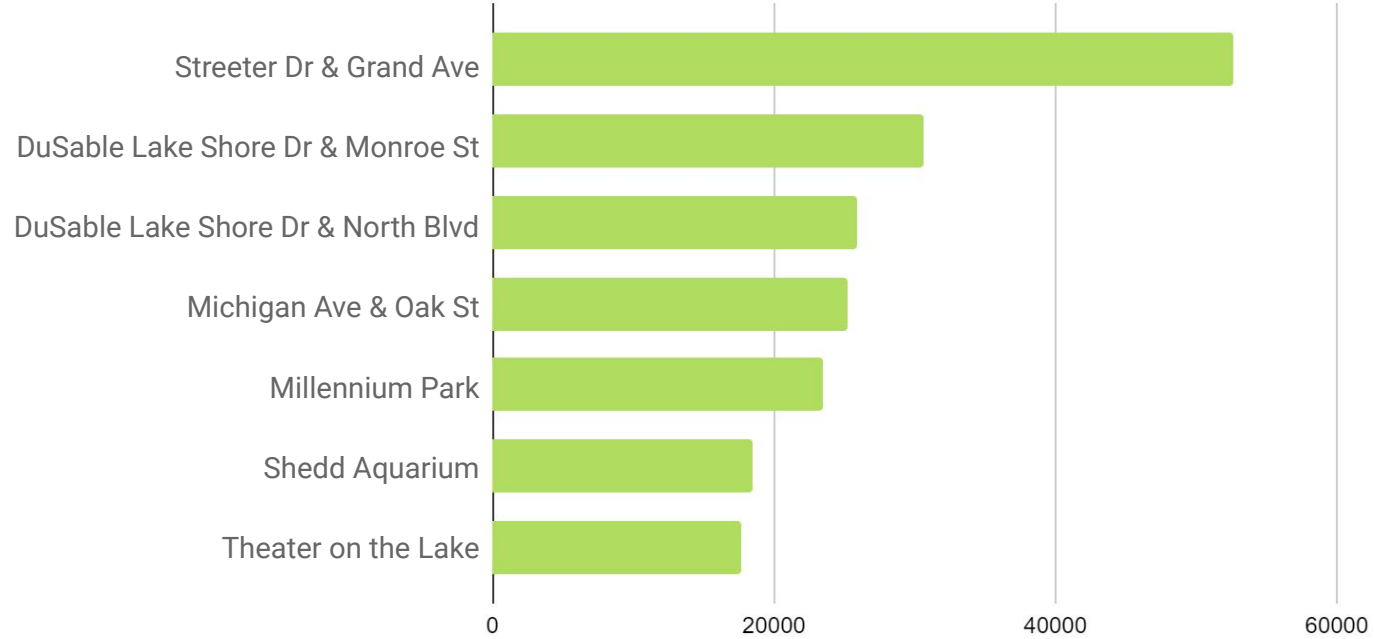 Streeter Dr & Grand Ave
DuSable Lake Shore Dr & Monroe St
DuSable Lake Shore Dr & North Blvd
Michigan Ave & Oak St
Millennium Park
Shedd Aquarium
Theater on the Lake
0 20000 40000 60000